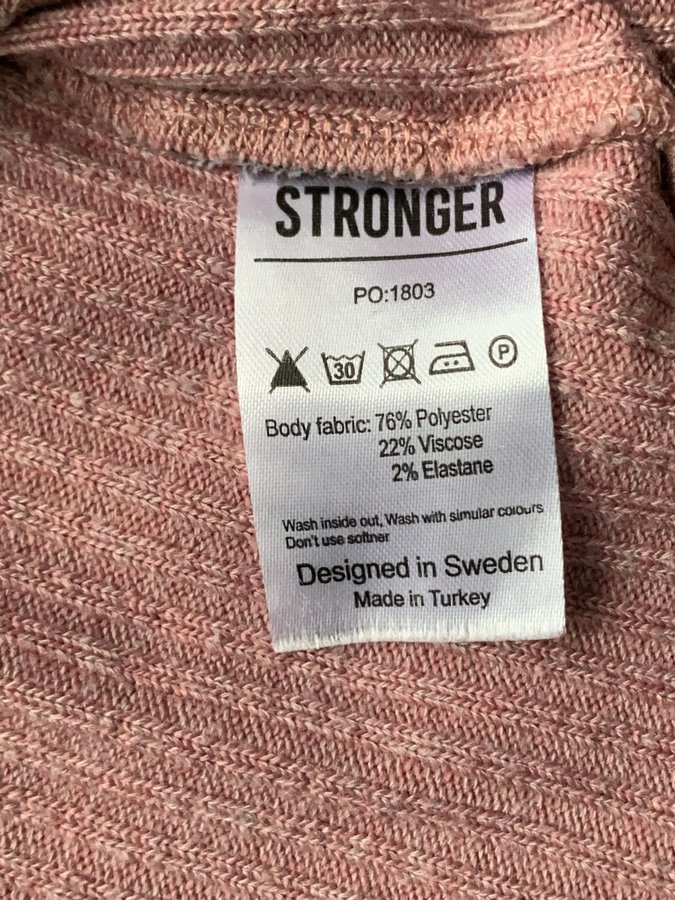 STRONGER
PO:1803
30 P
Body fabric: 76% Polyester
22% Viscose
2% Elastane
Wash inside out, Wash with simular colours
Don't use softner
Designed in Sweden
Made in Turkey